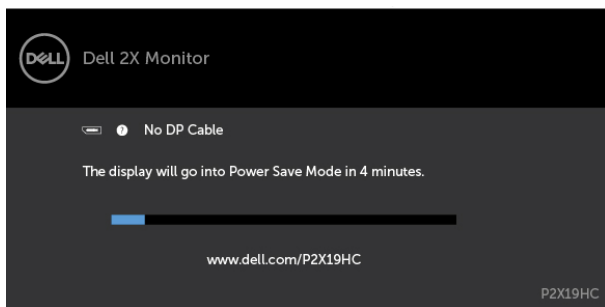 DELL
Dell 2X Monitor
? No DP Cable
The display will go into Power Save Mode in 4 minutes.
www.dell.com/P2X19HC
P2X19HC